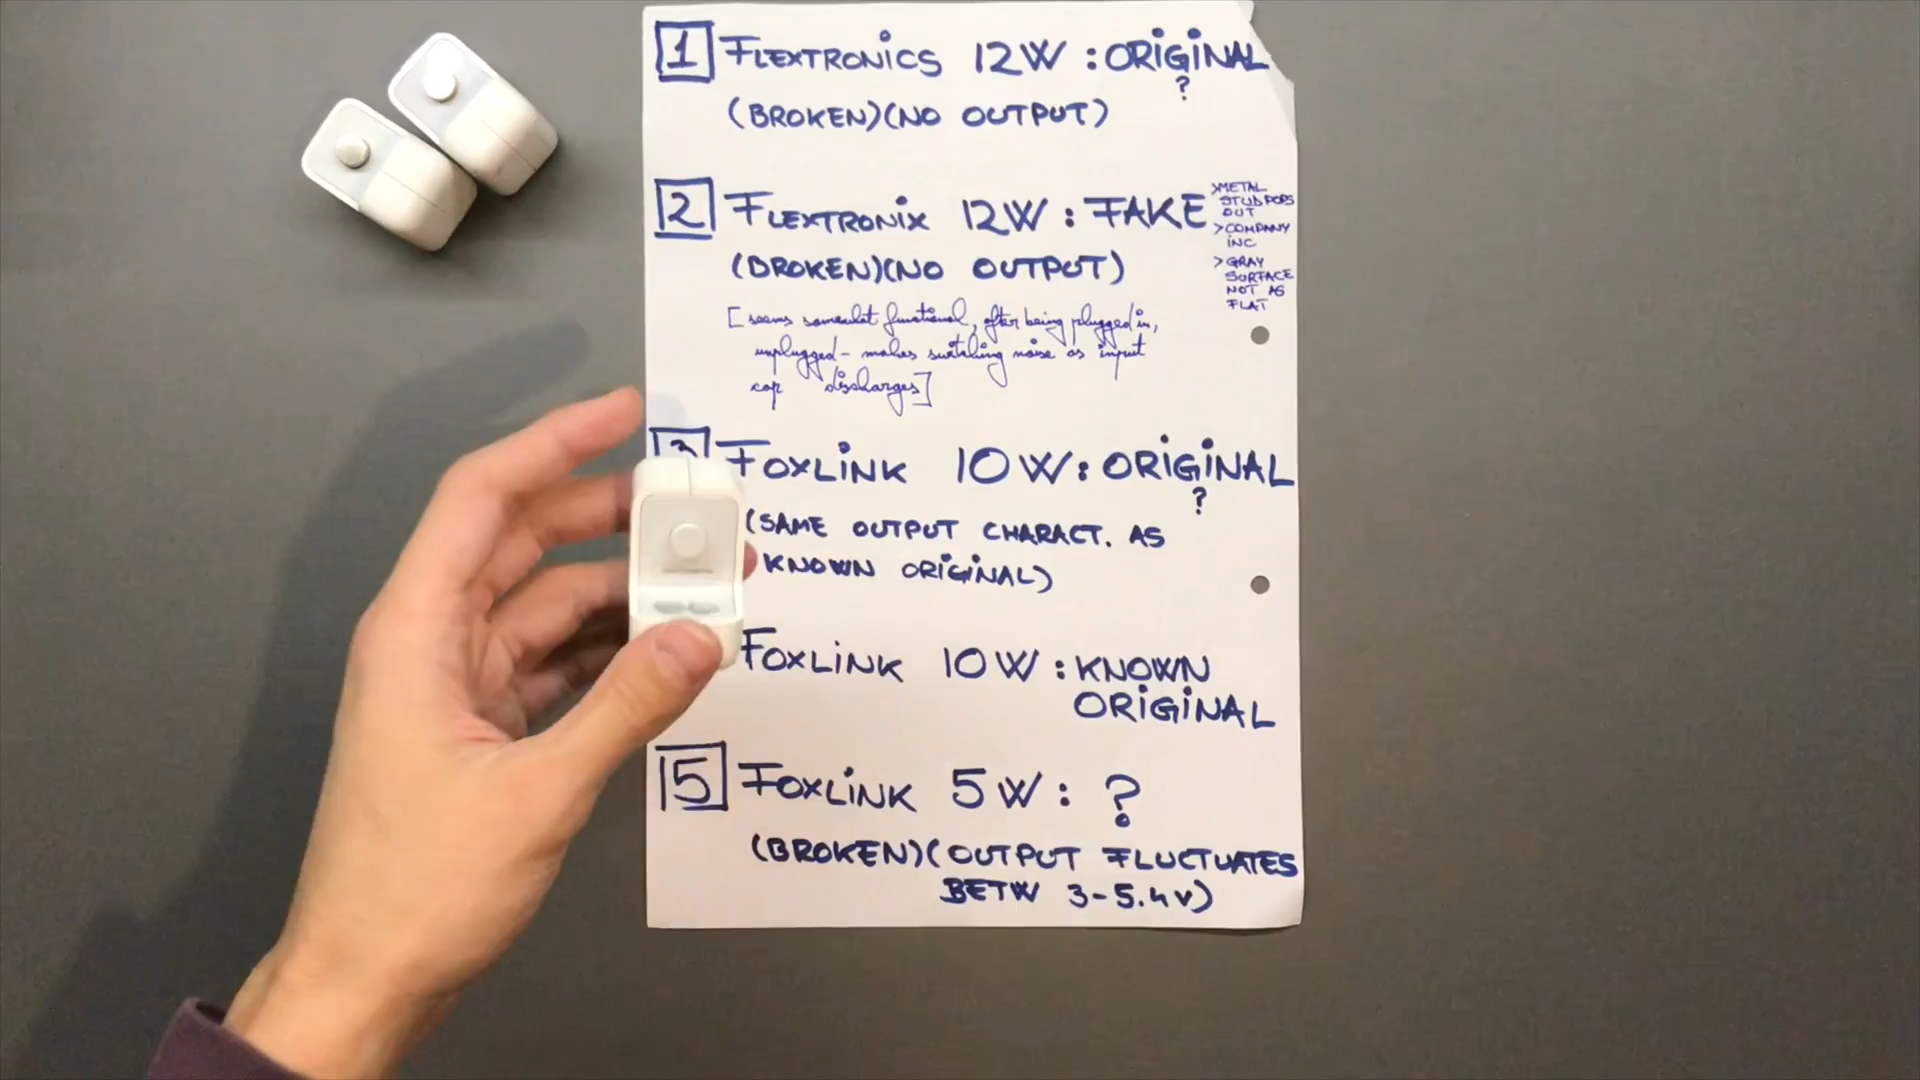 1 FLEXTRONICS 12W : ORIGINAL
?
(BROKEN)(NO OUTPUT)
2 FLEXTRONIX 12W : FAKE
(BROKEN)(NO OUTPUT)
>METAL
STUD POPS
OUT
>COMPANY
INC
>GRAY
SURFACE
NOT AS
FLAT
[seems somewhat functional, after being plugged in,
unplugged - makes switching noise as input
cap discharges]
3 FOXLINK 10W : ORIGINAL
?
(SAME OUTPUT CHARACT. AS
KNOWN ORIGINAL)
FOXLINK 10W : KNOWN
ORIGINAL
5 FOXLINK 5W : ?
(BROKEN)(OUTPUT FLUCTUATES
BETW 3-5.4V)